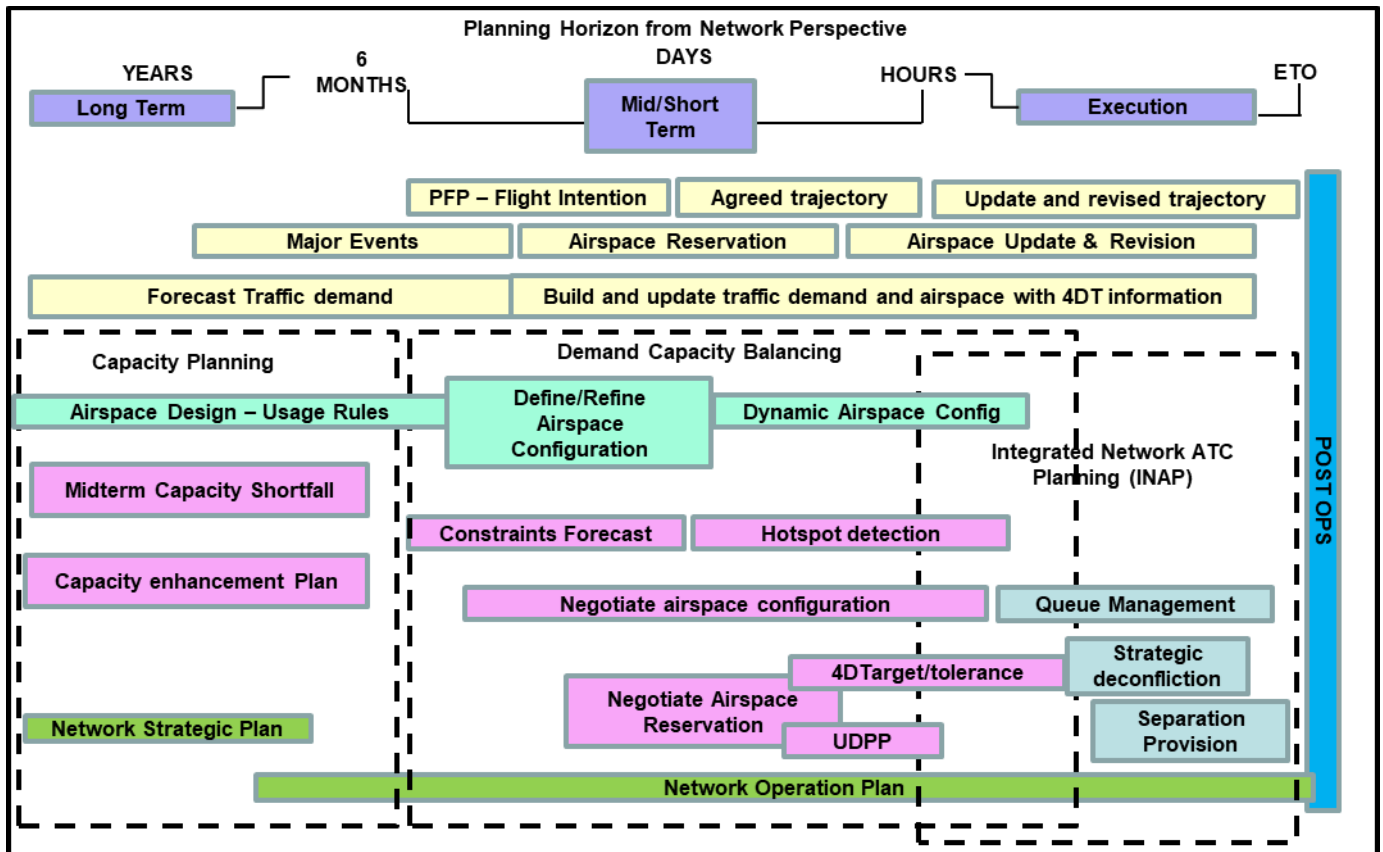 Planning Horizon from Network Perspective
YEARS
6
MONTHS
DAYS
HOURS
ETO
Long Term
Mid/Short
Term
Execution
PFP – Flight Intention
Agreed trajectory
Update and revised trajectory
Major Events
Airspace Reservation
Airspace Update & Revision
Forecast Traffic demand
Build and update traffic demand and airspace with 4DT information
Capacity Planning
Demand Capacity Balancing
Airspace Design – Usage Rules
Define/Refine
Airspace
Configuration
Dynamic Airspace Config
Integrated Network ATC
Planning (INAP)
Midterm Capacity Shortfall
Constraints Forecast
Hotspot detection
Capacity enhancement Plan
Negotiate airspace configuration
Queue Management
4DTarget/tolerance
Strategic
deconfliction
Negotiate Airspace
Reservation
UDPP
Separation
Provision
Network Strategic Plan
Network Operation Plan
POST OPS